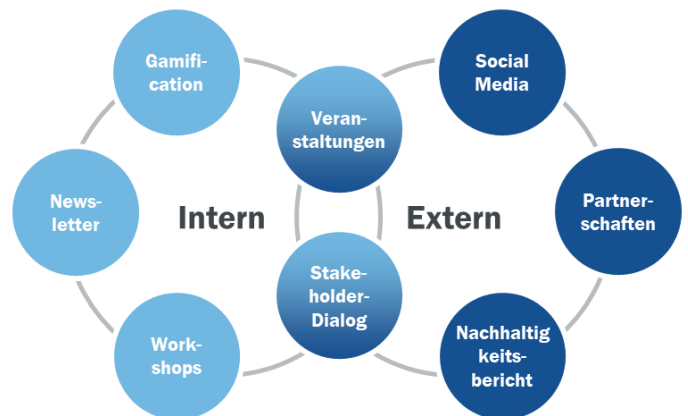 Gamifi-
cation
Social
Media
Veran-
staltungen
News-
letter
Intern
Extern
Partner-
schaften
Stake-
holder-
Dialog
Work-
shops
Nachhaltig
keits-
bericht